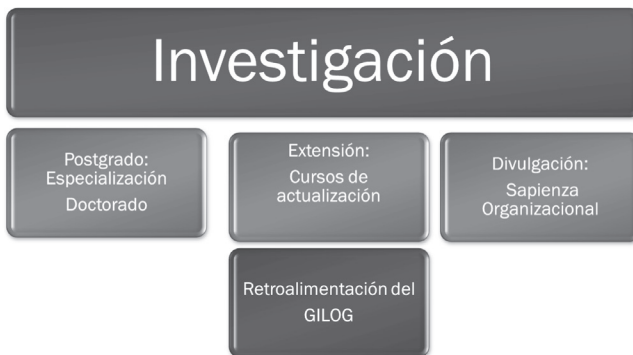 Investigación
Postgrado:
Especialización
Doctorado
Extensión:
Cursos de
actualización
Divulgación:
Sapienza
Organizacional
Retroalimentación del
GILOG